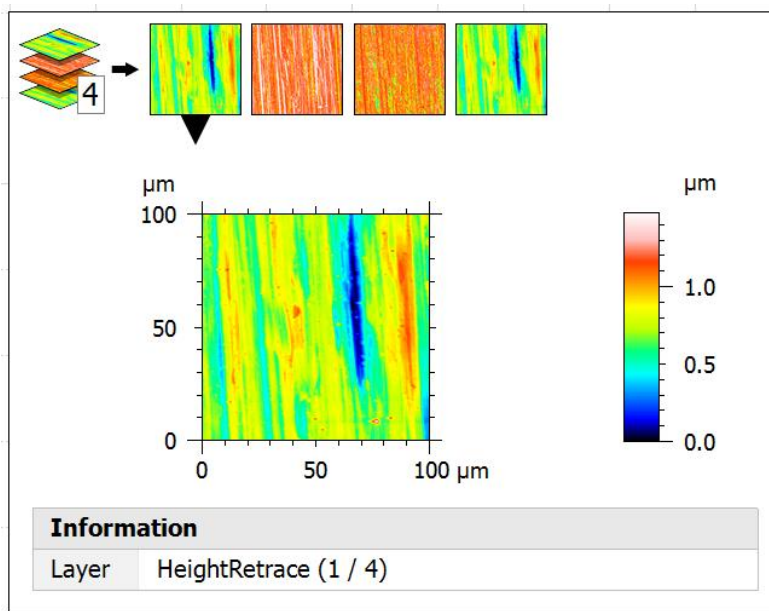 4
µm
100
50
0
0 50 100 µm
µm
1.0
0.5
0.0
Information
Layer HeightRetrace (1 / 4)